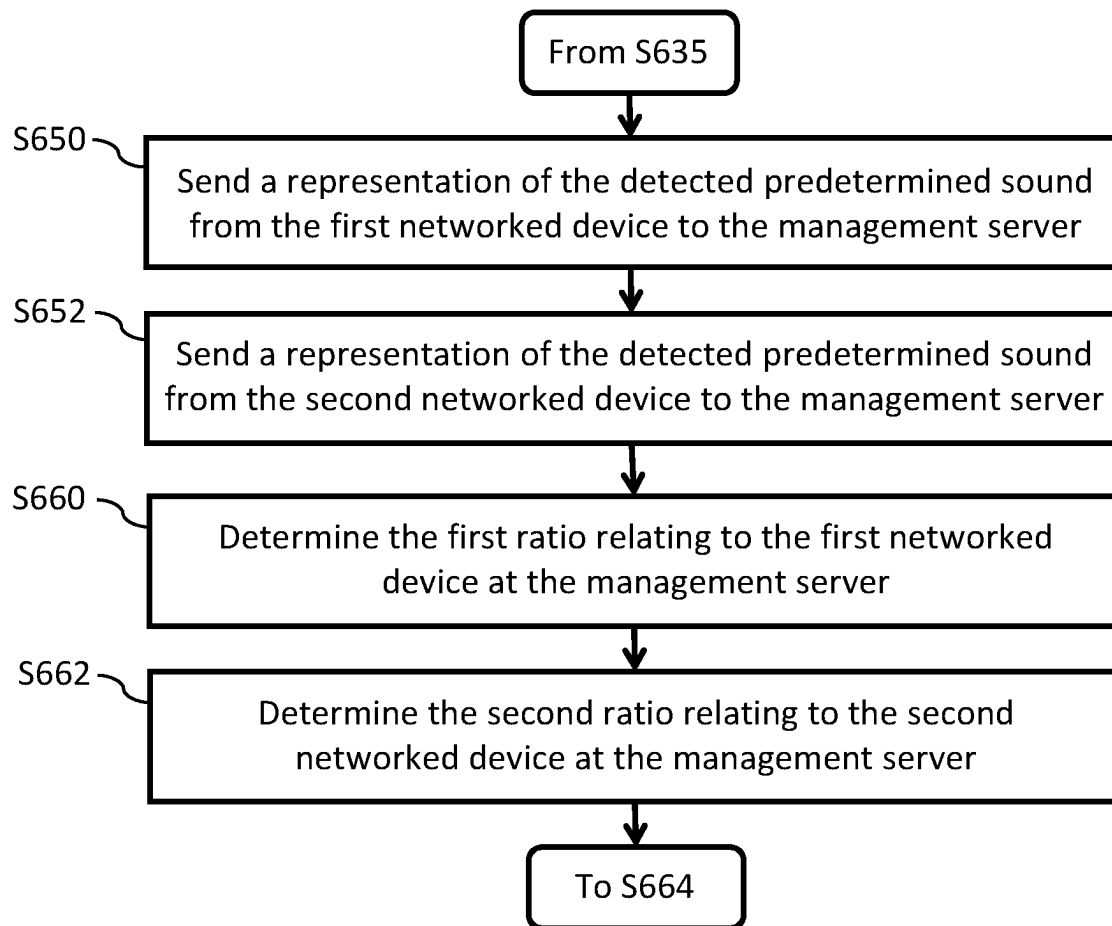 From S635
S650
Send a representation of the detected predetermined sound
from the first networked device to the management server
S652
Send a representation of the detected predetermined sound
from the second networked device to the management server
S660
Determine the first ratio relating to the first networked
device at the management server
S662
Determine the second ratio relating to the second
networked device at the management server
To S664